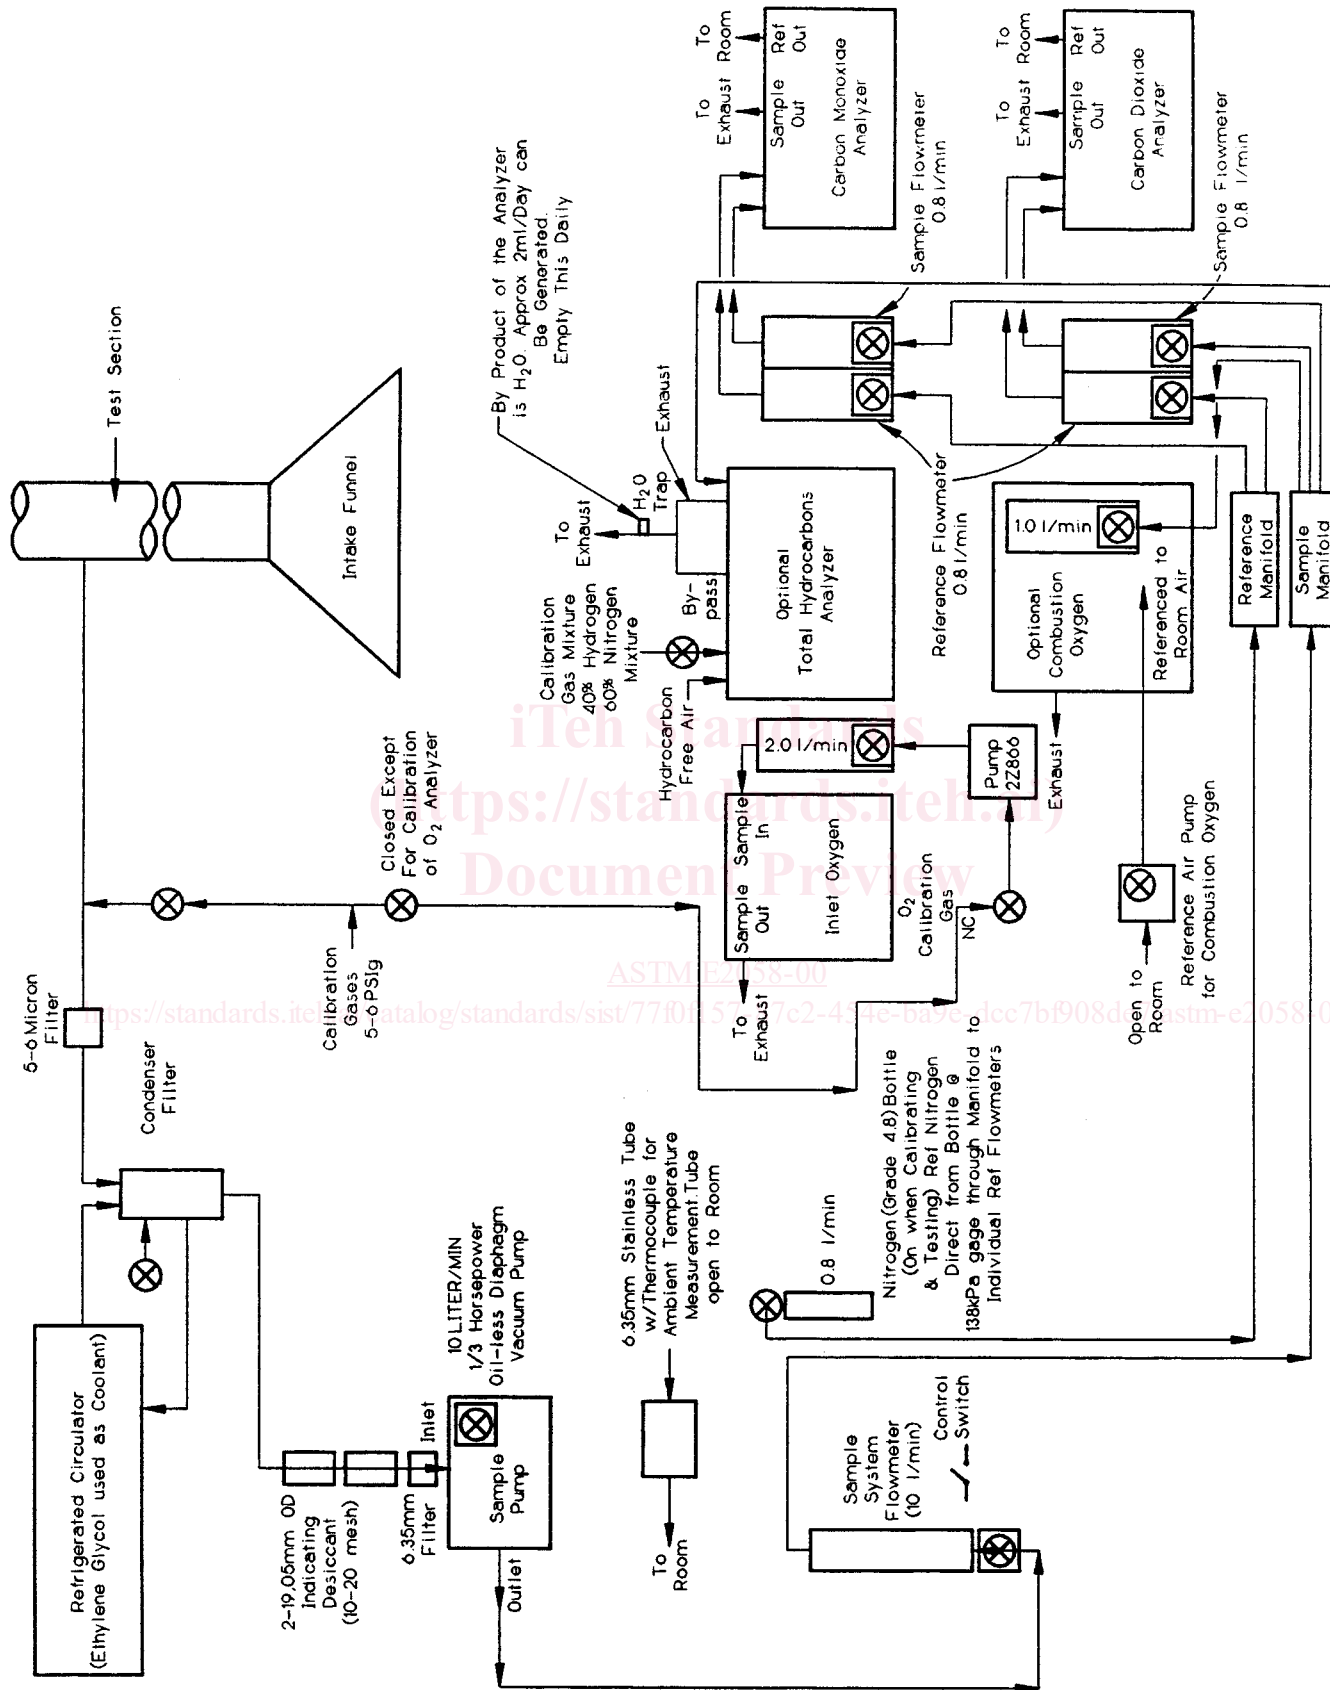 Refrigerated Circulator
(Ethylene Glycol used as Coolant)
5-6 Micron
Filter
Condenser
Filter
Test Section
Intake Funnel
Closed Except
For Calibration
of O2 Analyzer
Calibration
Gases
5-6 PSIg
2-19.05mm OD
Indicating
Desiccant
(10-20 mesh)
6.35mm
Filter
Inlet
Sample
Pump
Outlet
10 LITER/MIN
1/3 Horsepower
Oil-less Diaphagm
Vacuum Pump
6.35mm Stainless Tube
w/Thermocouple for
Ambient Temperature
Measurement.Tube
open to Room
To
Room
By Product of the Analyzer
is H2O. Approx 2ml/Day can
Be Generated.
Empty This Daily
To
Exhaust
H2O
Trap
Exhaust
By-
pass
Calibration
Gas Mixture
40% Hydrogen
60% Nitrogen
Mixture
Hydrocarbon
Free Air
Optional
Total Hydrocarbons
Analyzer
To
Exhaust
To
Room
Sample
Out
Ref
Out
Carbon Monoxide
Analyzer
Sample Flowmeter
0.8 l/min
To
Exhaust
To
Room
Sample
Out
Ref
Out
Carbon Dioxide
Analyzer
Sample Flowmeter
0.8 l/min
Reference Flowmeter
0.8 l/min
2.0 l/min
Sample
Out
Sample
In
Inlet Oxygen
To
Exhaust
O2
Calibration
Gas
NC
Pump
2Z866
1.0 l/min
Optional
Combustion
Oxygen
Referenced to
Room Air
Exhaust
Reference Air Pump
for Combustion Oxygen
Open to
Room
Reference
Manifold
Sample
Manifold
0.8 l/min
Nitrogen (Grade 4.8) Bottle
(On when Calibrating
& Testing) Ref Nitrogen
Direct from Bottle @
138kPa gage through Manifold to
Individual Ref Flowmeters
Sample
System
Flowmeter
(10 l/min)
Control
Switch
iTeh Standards
(https://standards.iteh.ai)
Document Preview
ASTM E2058-00